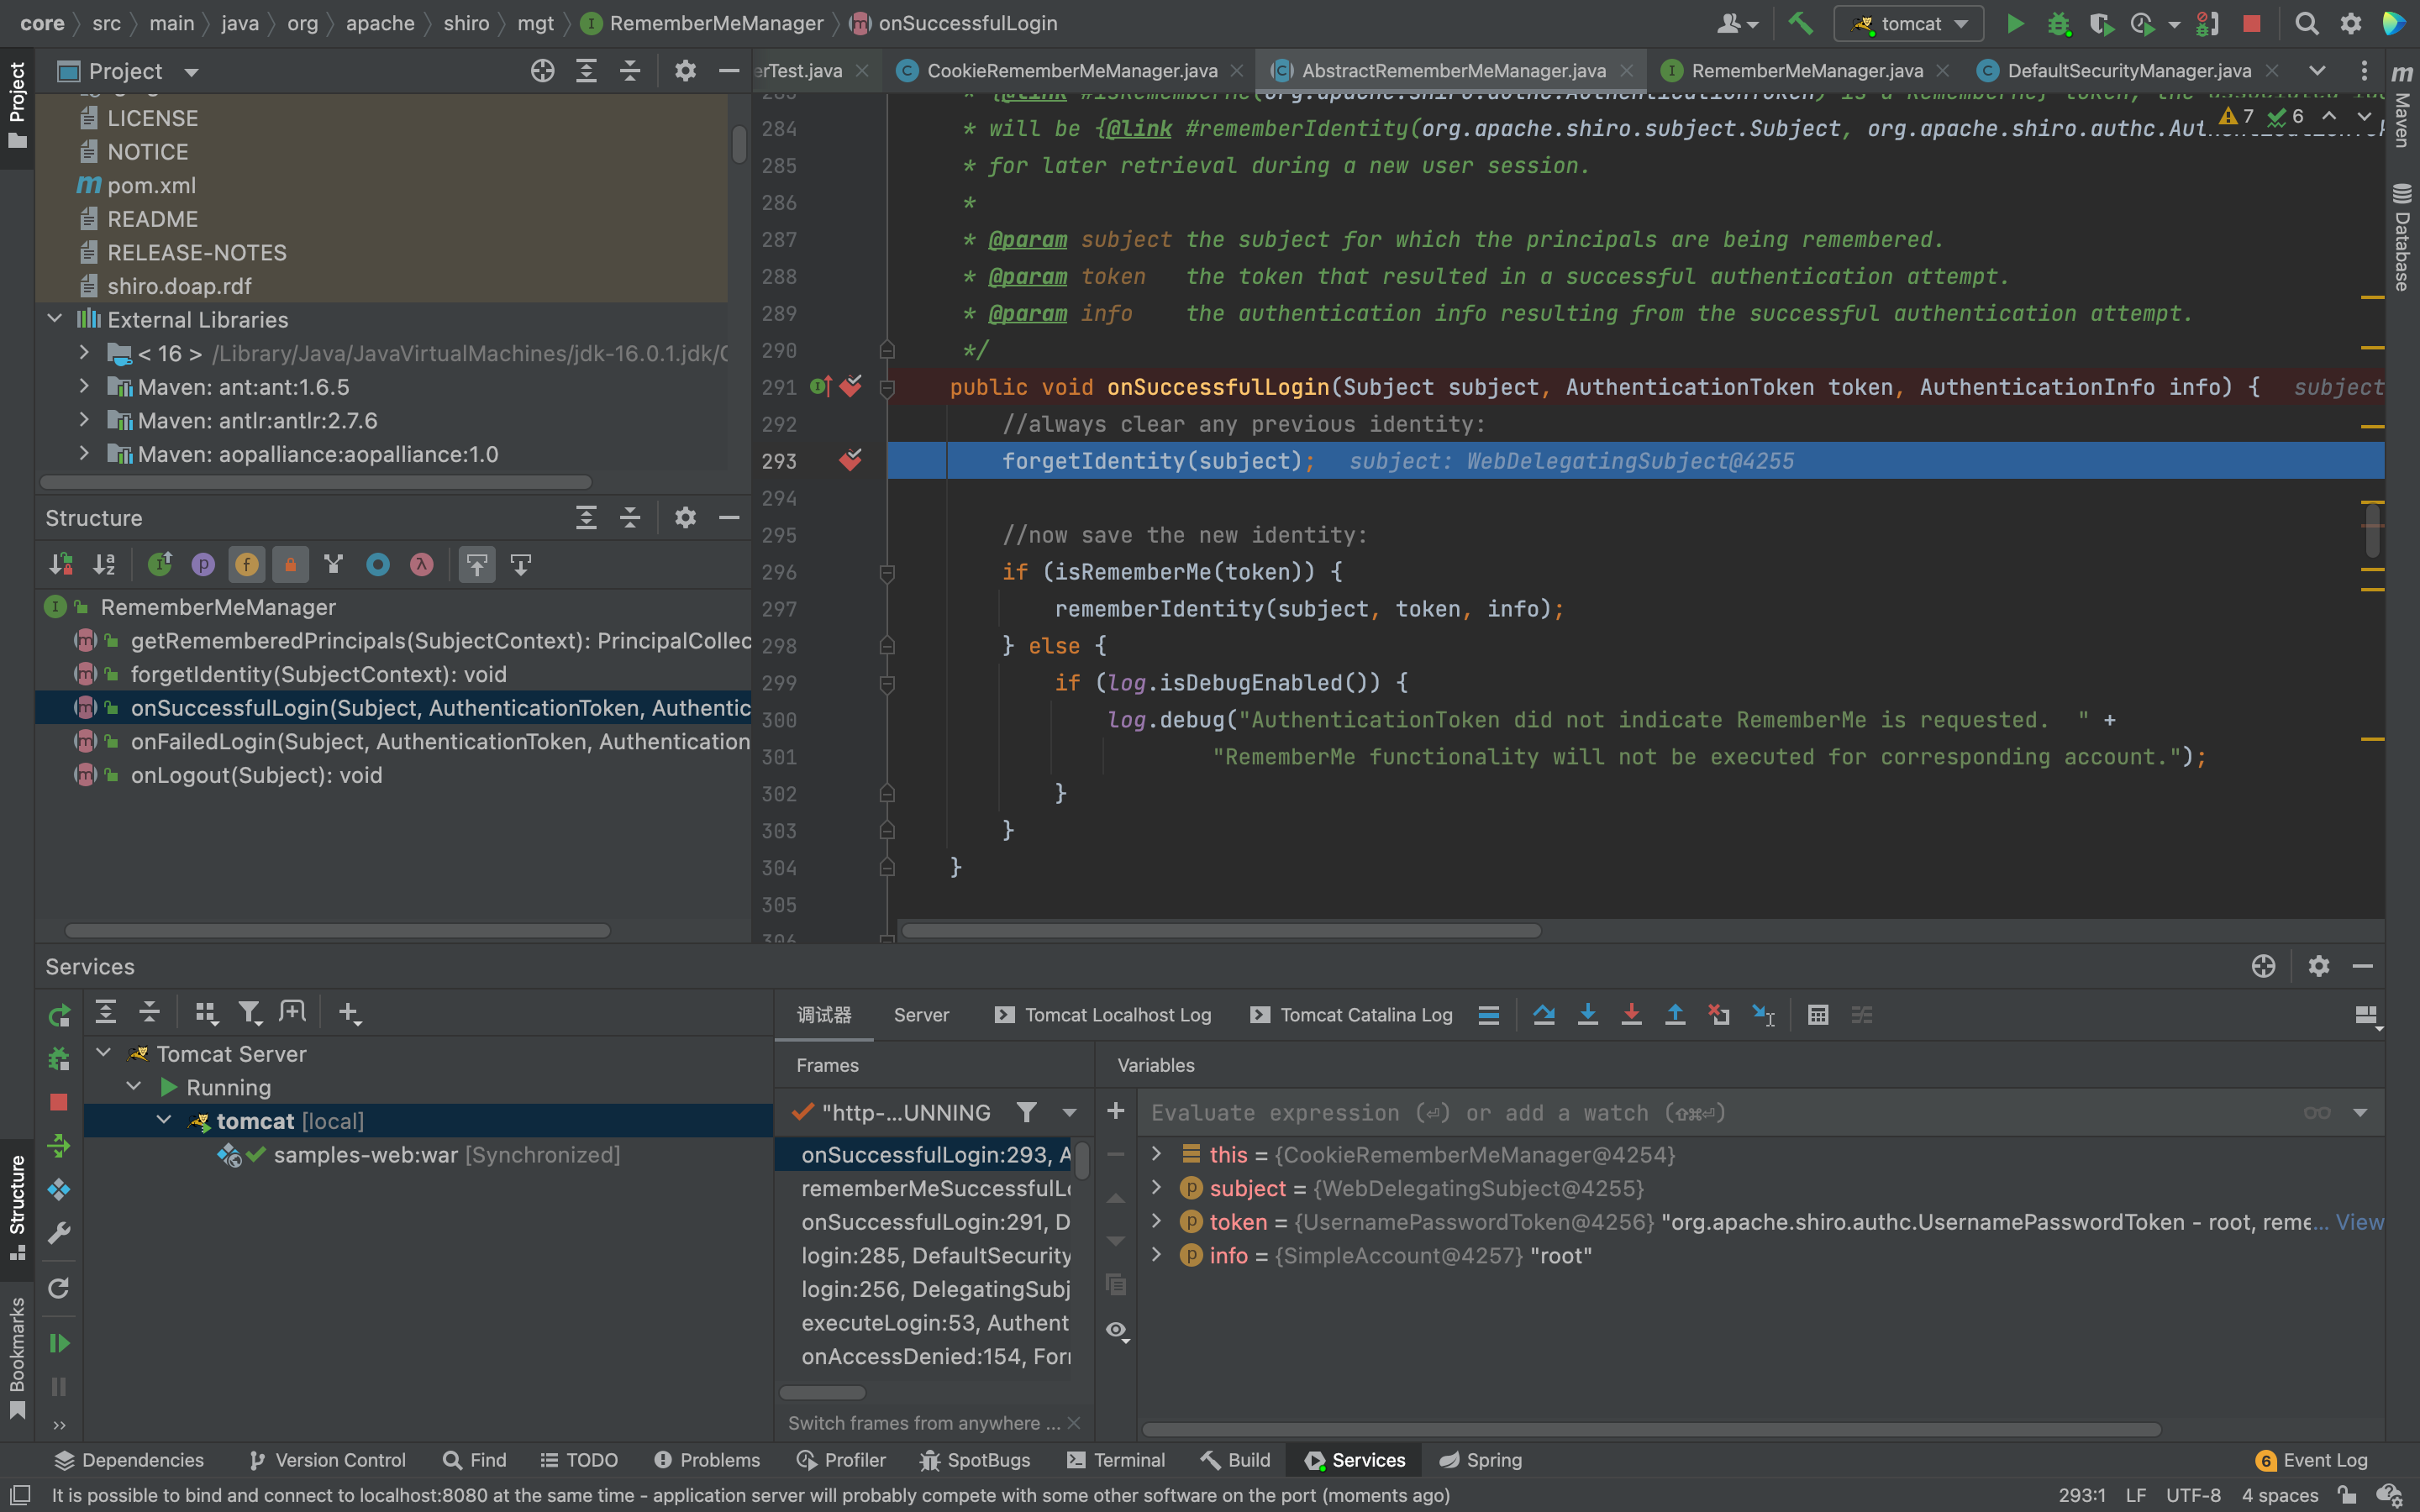 core src main java org apache shiro mgt RememberMeManager onSuccessfulLogin
tomcat
Project
LICENSE
NOTICE
pom.xml
README
RELEASE-NOTES
shiro.doap.rdf
External Libraries
< 16 > /Library/Java/JavaVirtualMachines/jdk-16.0.1.jdk/C
Maven: ant:ant:1.6.5
Maven: antlr:antlr:2.7.6
Maven: aopalliance:aopalliance:1.0
Structure
RememberMeManager
getRememberedPrincipals(SubjectContext): PrincipalCollec
forgetIdentity(SubjectContext): void
onSuccessfulLogin(Subject, AuthenticationToken, Authentic
onFailedLogin(Subject, AuthenticationToken, Authentication
onLogout(Subject): void
erTest.java CookieRememberMeManager.java AbstractRememberMeManager.java RememberMeManager.java DefaultSecurityManager.java
7 6
284 * will be {@link #rememberIdentity(org.apache.shiro.subject.Subject, org.apache.shiro.authc.AuthenticationTok
285 * for later retrieval during a new user session.
286 *
287 * @param subject the subject for which the principals are being remembered.
288 * @param token the token that resulted in a successful authentication attempt.
289 * @param info the authentication info resulting from the successful authentication attempt.
290 */
291 public void onSuccessfulLogin(Subject subject, AuthenticationToken token, AuthenticationInfo info) { subject
292 //always clear any previous identity:
293 forgetIdentity(subject); subject: WebDelegatingSubject@4255
294
295 //now save the new identity:
296 if (isRememberMe(token)) {
297 rememberIdentity(subject, token, info);
298 } else {
299 if (log.isDebugEnabled()) {
300 log.debug("AuthenticationToken did not indicate RememberMe is requested.  " +
301 "RememberMe functionality will not be executed for corresponding account.");
302 }
303 }
304 }
305
306
Maven
Database
Project
Structure
Bookmarks
Services
Tomcat Server
Running
tomcat [local]
samples-web:war [Synchronized]
调试器 Server Tomcat Localhost Log Tomcat Catalina Log
Frames
"http-...UNNING
onSuccessfulLogin:293, A
rememberMeSuccessfulLo
onSuccessfulLogin:291, D
login:285, DefaultSecurity
login:256, DelegatingSubj
executeLogin:53, Authent
onAccessDenied:154, For
Switch frames from anywhere ...
Variables
Evaluate expression (⏎) or add a watch (⇧⌘⏎)
this = {CookieRememberMeManager@4254}
subject = {WebDelegatingSubject@4255}
token = {UsernamePasswordToken@4256} "org.apache.shiro.authc.UsernamePasswordToken - root, reme... View
info = {SimpleAccount@4257} "root"
Dependencies Version Control Find TODO Problems Profiler SpotBugs Terminal Build Services Spring 6 Event Log
It is possible to bind and connect to localhost:8080 at the same time - application server will probably compete with some other software on the port (moments ago) 293:1 LF UTF-8 4 spaces